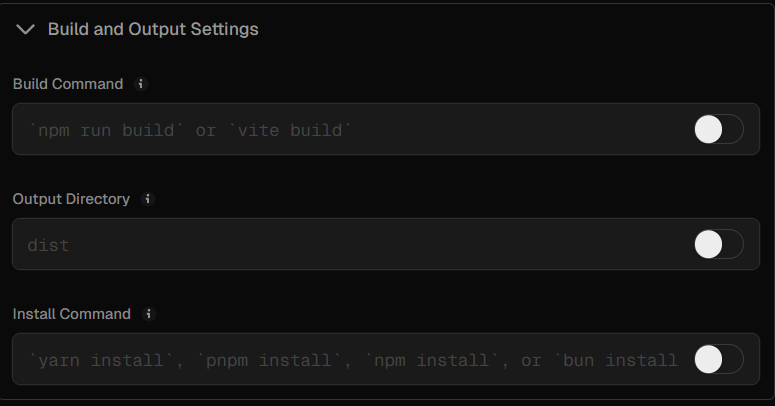 Build and Output Settings
Build Command
`npm run build` or `vite build`
Output Directory
dist
Install Command
`yarn install`, `pnpm install`, `npm install`, or `bun install